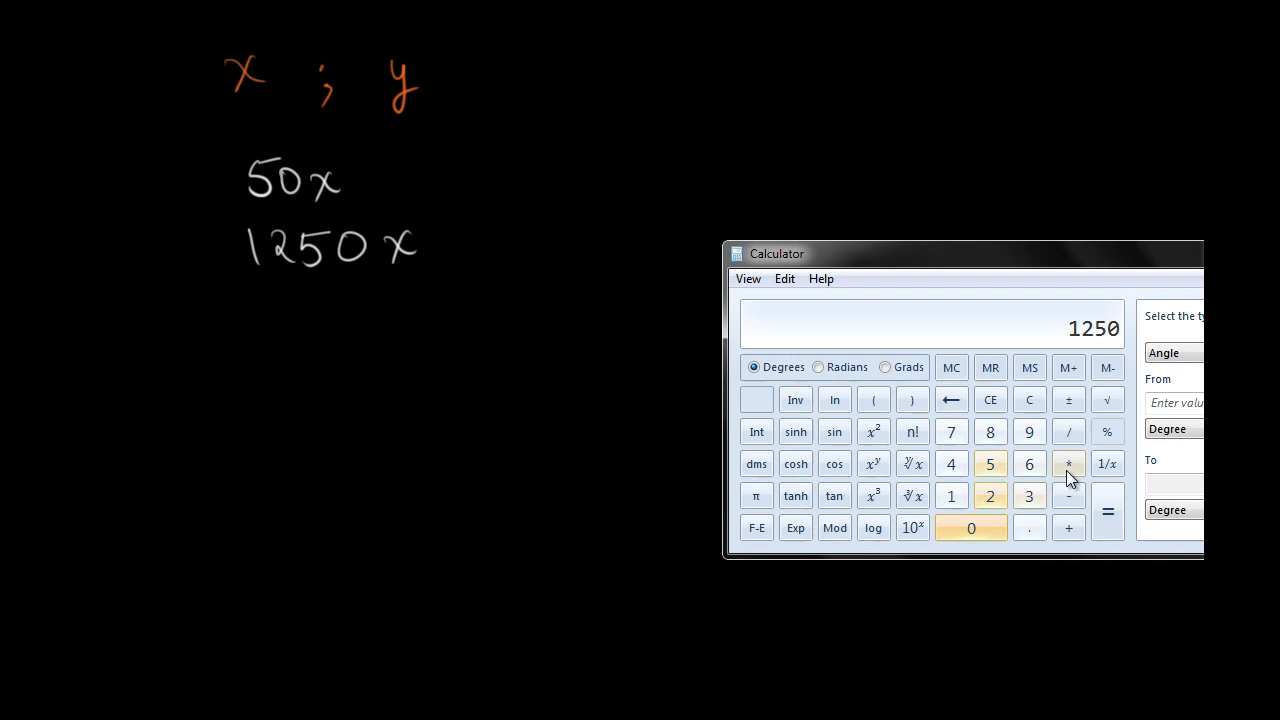 x ; y
50x
1250x
Calculator
View Edit Help
1250
Degrees Radians Grads MC MR MS M+ M-
Inv ln ( ) ← CE C ± √
Int sinh sin x² n! 7 8 9 / %
dms cosh cos xʸ ʸ√x 4 5 6 * 1/x
π tanh tan x³ ³√x 1 2 3 - =
F-E Exp Mod log 10ˣ 0 . +
Select the ty
Angle
From
Enter valu
Degree
To
Degree